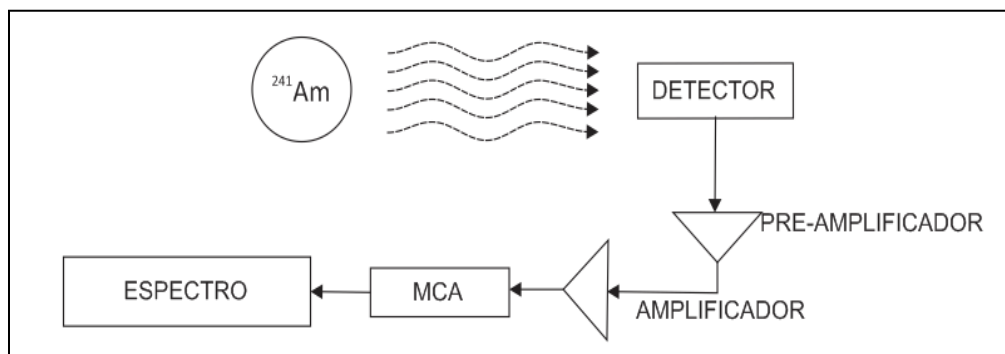 ²⁴¹Am
DETECTOR
PRE-AMPLIFICADOR
AMPLIFICADOR
MCA
ESPECTRO